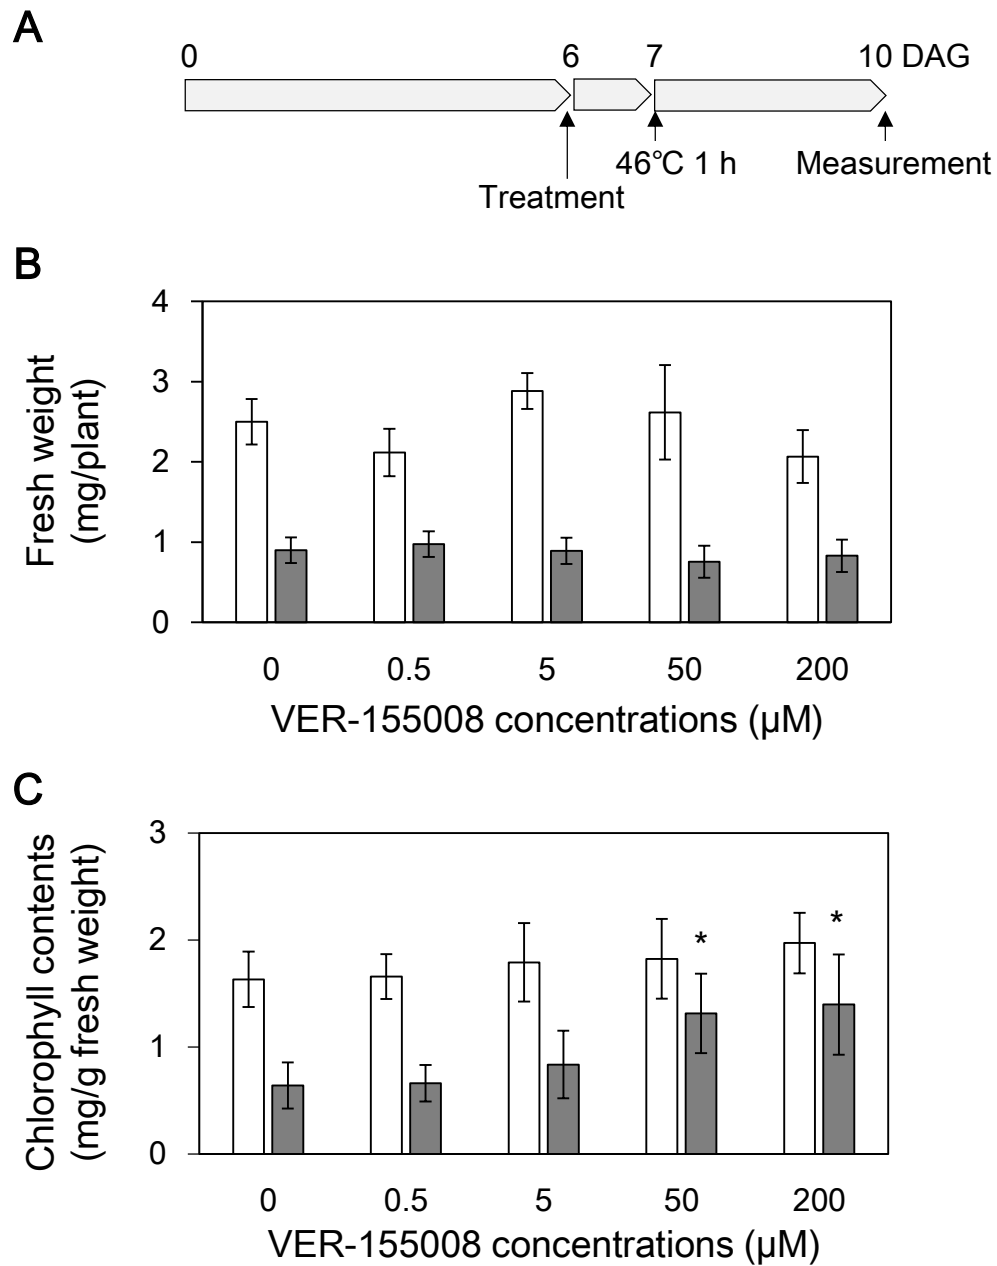 A
0 6 7 10 DAG
46℃ 1 h Measurement
Treatment
B
Fresh weight
(mg/plant)
4
3
2
1
0
0 0.5 5 50 200
VER-155008 concentrations (µM)
C
Chlorophyll contents
(mg/g fresh weight)
3
2
1
0
* *
0 0.5 5 50 200
VER-155008 concentrations (µM)